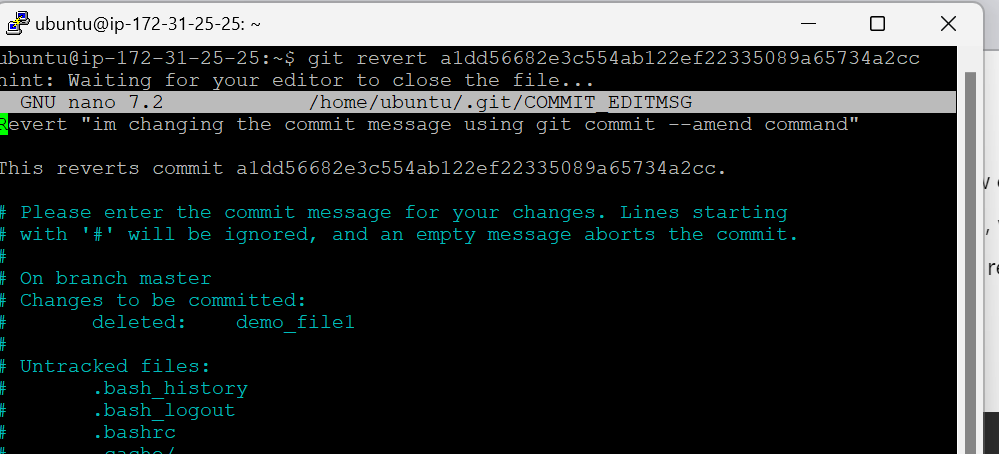 ubuntu@ip-172-31-25-25: ~
ubuntu@ip-172-31-25-25:~$ git revert a1dd56682e3c554ab122ef22335089a65734a2cc
hint: Waiting for your editor to close the file...
GNU nano 7.2 /home/ubuntu/.git/COMMIT_EDITMSG
Revert "im changing the commit message using git commit --amend command"
This reverts commit a1dd56682e3c554ab122ef22335089a65734a2cc.
# Please enter the commit message for your changes. Lines starting
# with '#' will be ignored, and an empty message aborts the commit.
#
# On branch master
# Changes to be committed:
# deleted: demo_file1
#
# Untracked files:
# .bash_history
# .bash_logout
# .bashrc
# .cache/